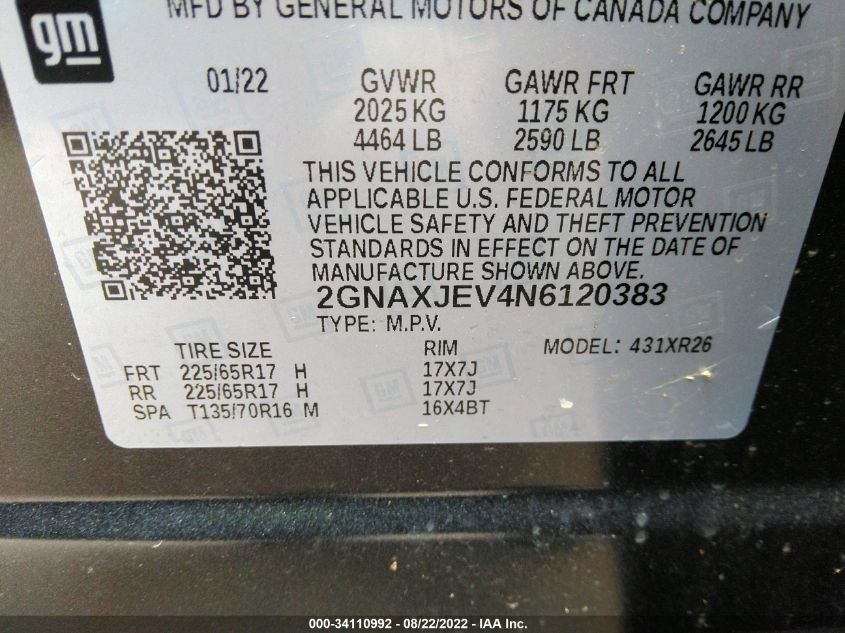 MFD BY GENERAL MOTORS OF CANADA COMPANY
gm
01/22 GVWR GAWR FRT GAWR RR
2025 KG 1175 KG 1200 KG
4464 LB 2590 LB 2645 LB
THIS VEHICLE CONFORMS TO ALL
APPLICABLE U.S. FEDERAL MOTOR
VEHICLE SAFETY AND THEFT PREVENTION
STANDARDS IN EFFECT ON THE DATE OF
MANUFACTURE SHOWN ABOVE.
2GNAXJEV4N6120383
TYPE: M.P.V.
TIRE SIZE RIM MODEL: 431XR26
FRT 225/65R17 H 17X7J
RR 225/65R17 H 17X7J
SPA T135/70R16 M 16X4BT
000-34110992 - 08/22/2022 - IAA Inc.